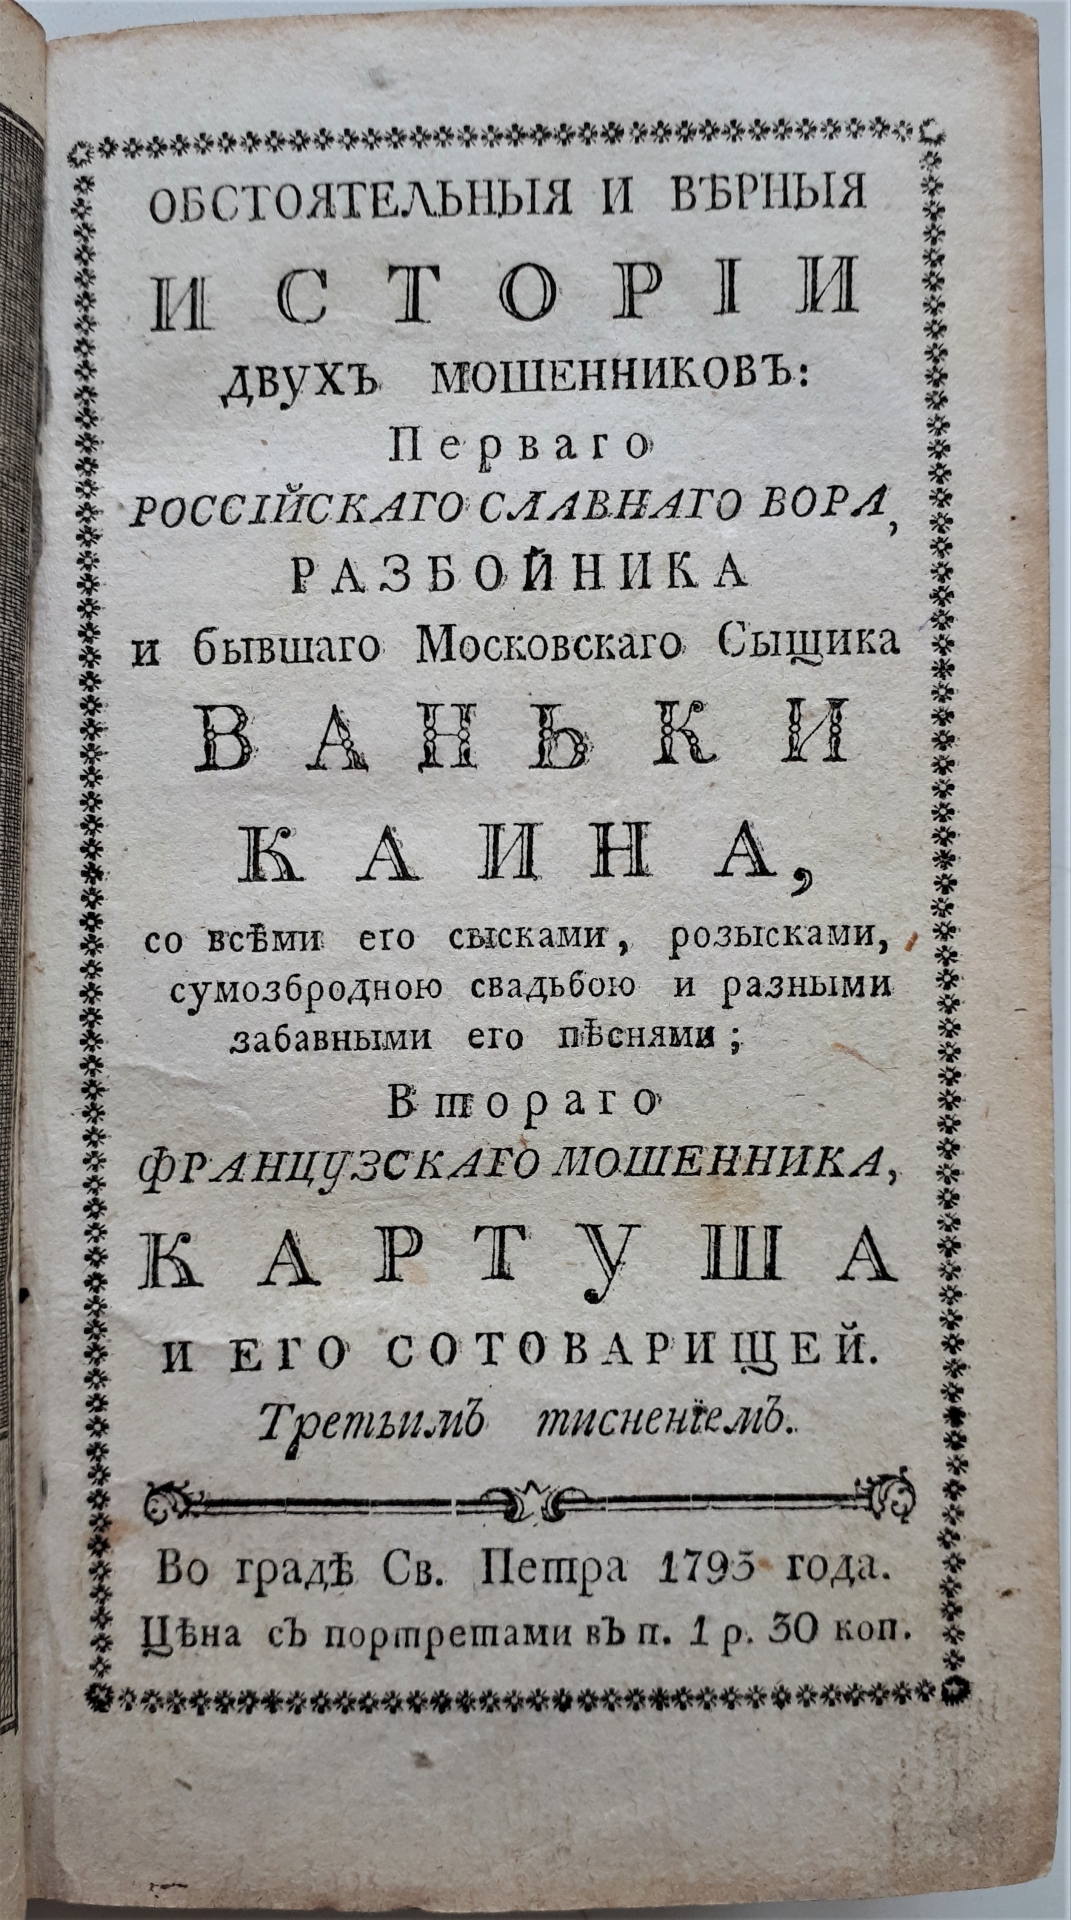 ОБСТОЯТЕЛЬНЫЯ И ВѢРНЫЯ
ИСТОРІИ
ДВУХЪ МОШЕННИКОВЪ:
Перваго
РОССІЙСКАГО СЛАВНАГО ВОРА,
РАЗБОЙНИКА
и бывшаго Московскаго Сыщика
ВАНЬКИ
КАИНА,
со всѣми его сысками, розысками,
сумозбродною свадьбою и разными
забавными его пѣснями;
Втораго
ФРАНЦУЗСКАГО МОШЕННИКА,
КАРТУША
И ЕГО СОТОВАРИЩЕЙ.
Третьимъ тисненіемъ.
Во градѣ Св. Петра 1793 года.
Цѣна съ портретами въ п. 1 р. 30 коп.